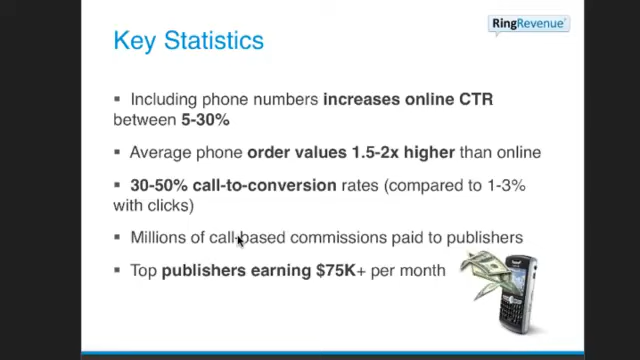 RingRevenue
Key Statistics
▪ Including phone numbers increases online CTR
between 5-30%
▪ Average phone order values 1.5-2x higher than online
▪ 30-50% call-to-conversion rates (compared to 1-3%
with clicks)
▪ Millions of call-based commissions paid to publishers
▪ Top publishers earning $75K+ per month